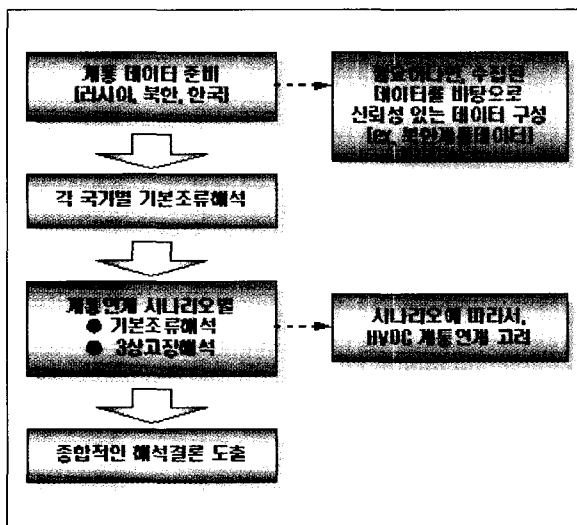 계통 데이터 준비
[러시아, 북한, 한국]
필요하다면, 수집된
데이터를 바탕으로
신뢰성 있는 데이터 구성
[ex. 북한계통데이터]
각 국가별 기본조류해석
계통연계 시나리오별
● 기본조류해석
● 3상고장해석
시나리오에 따라서,
HVDC 계통연계 고려
종합적인 해석결론 도출